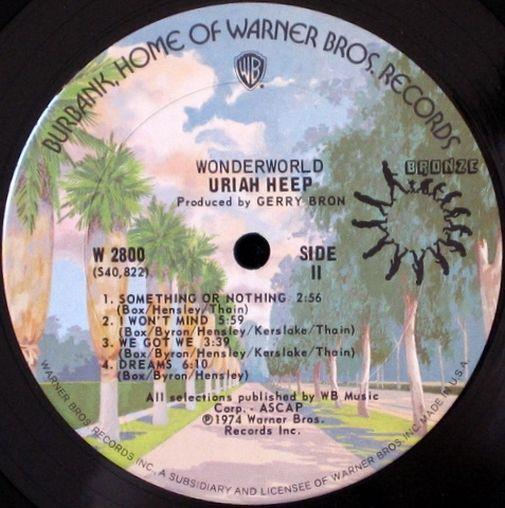 BURBANK, HOME OF WARNER BROS. RECORDS
WB
WONDERWORLD
URIAH HEEP
Produced by GERRY BRON
BRONZE
W 2800
(S40,822)
SIDE
II
1. SOMETHING OR NOTHING 2:56
(Box/Hensley/Thain)
2. I WON'T MIND 5:59
(Box/Byron/Hensley/Kerslake/Thain)
3. WE GOT WE 3:39
(Box/Byron/Hensley/Kerslake/Thain)
4. DREAMS 6:10
(Box/Byron/Hensley)
All selections published by WB Music
Corp. - ASCAP
℗1974 Warner Bros.
Records Inc.
WARNER BROS. RECORDS INC., A SUBSIDIARY AND LICENSEE OF WARNER BROS. INC. MADE IN U.S.A.